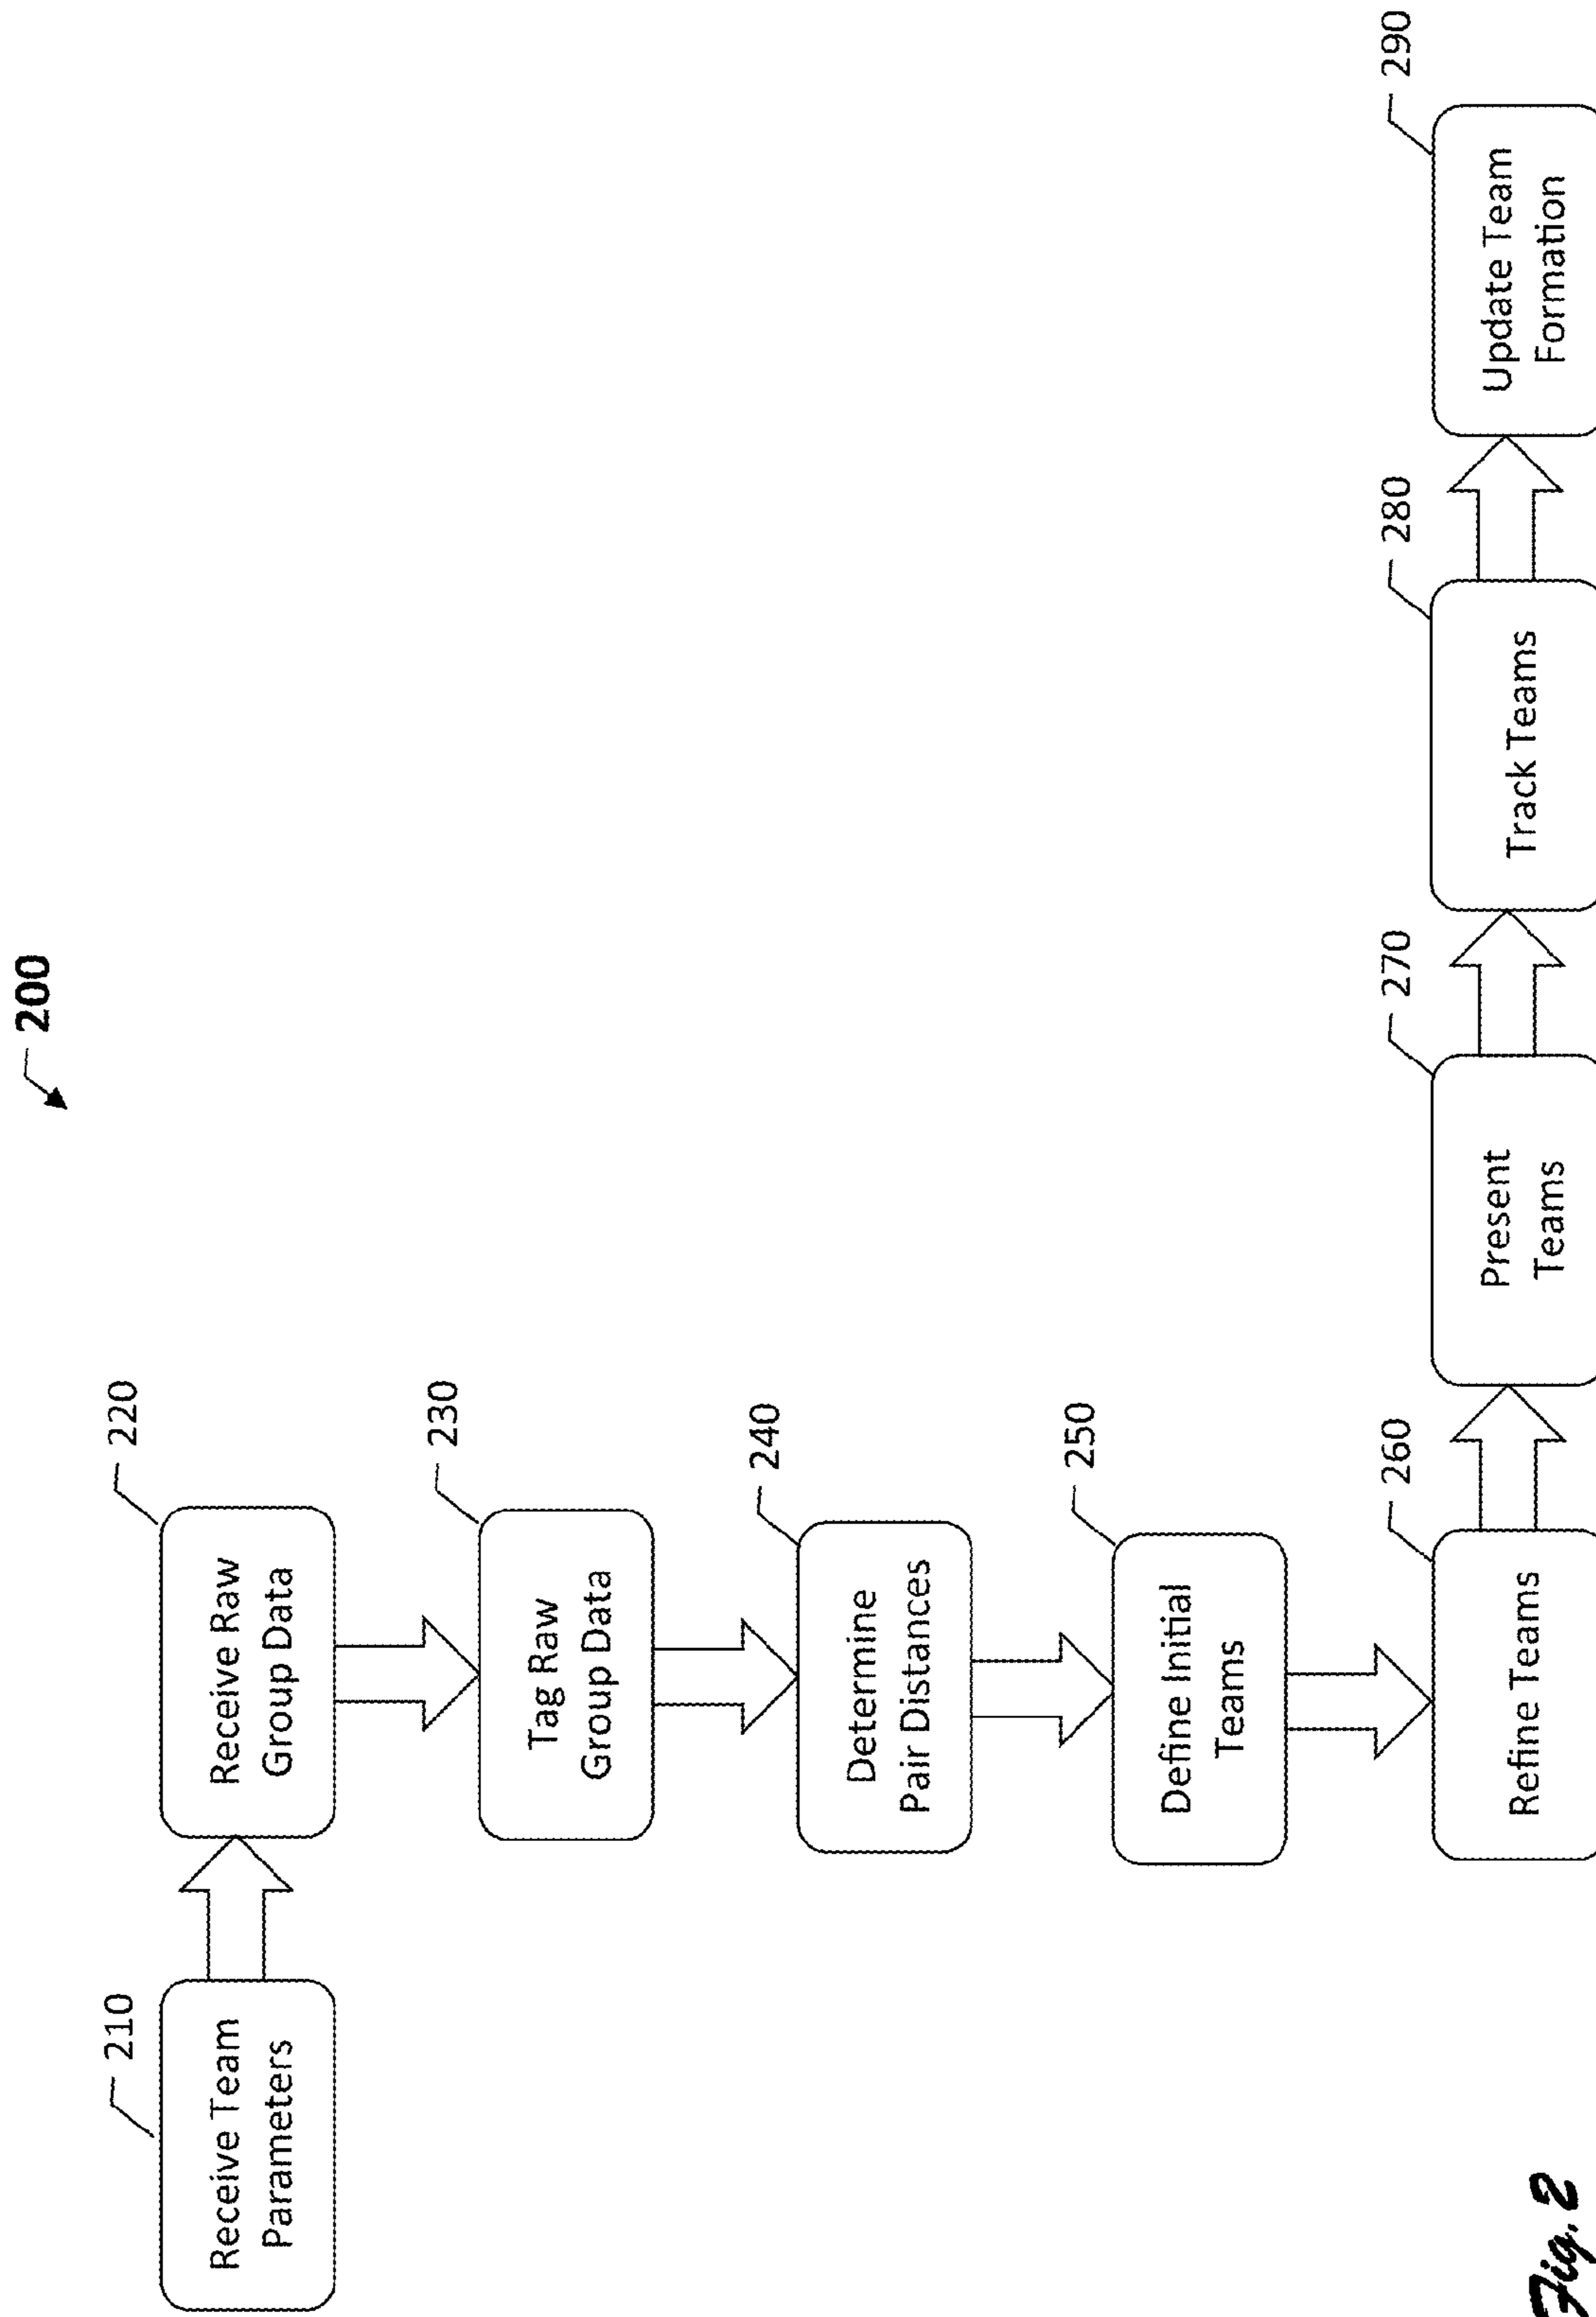 200
210
Receive Team
Parameters
220
Receive Raw
Group Data
230
Tag Raw
Group Data
240
Determine
Pair Distances
250
Define Initial
Teams
260
Refine Teams
270
Present
Teams
280
Track Teams
290
Update Team
Formation
Fig. 2